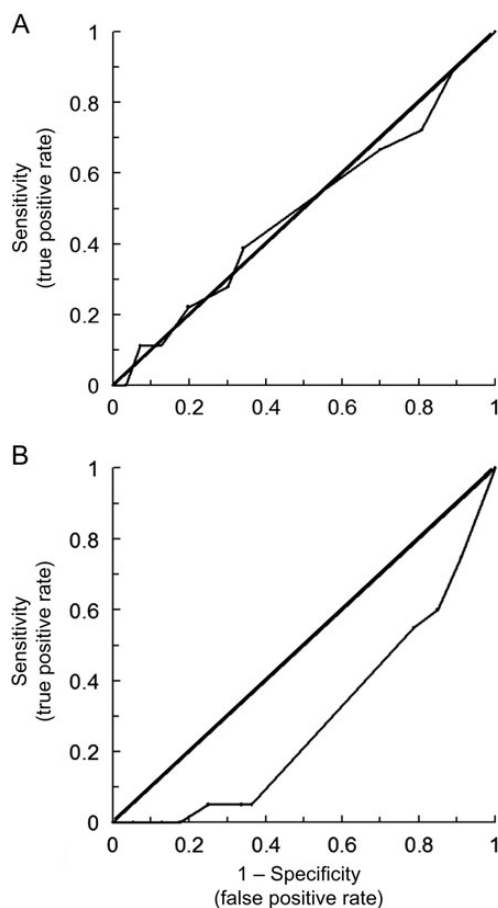 A
1
0.8
0.6
0.4
0.2
0
Sensitivity
(true positive rate)
0 0.2 0.4 0.6 0.8 1
B
1
0.8
0.6
0.4
0.2
0
Sensitivity
(true positive rate)
0 0.2 0.4 0.6 0.8 1
1 – Specificity
(false positive rate)